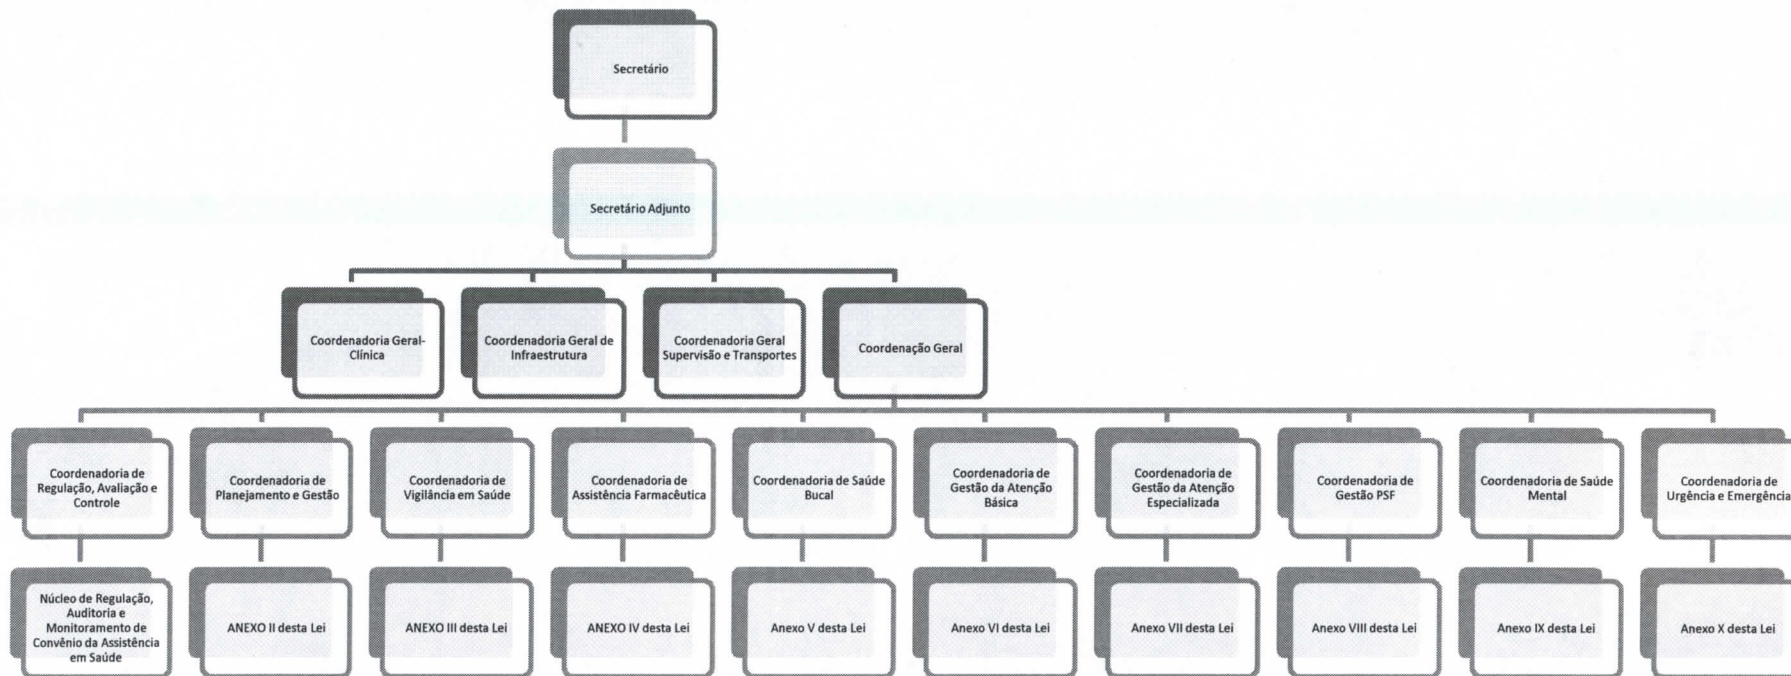 Secretário
Secretário Adjunto
Coordenadoria Geral-
Clínica
Coordenadoria Geral de
Infraestrutura
Coordenadoria Geral
Supervisão e Transportes
Coordenação Geral
Coordenadoria de
Regulação, Avaliação e
Controle
Coordenadoria de
Planejamento e Gestão
Coordenadoria de
Vigilância em Saúde
Coordenadoria de
Assistência Farmacêutica
Coordenadoria de Saúde
Bucal
Coordenadoria de
Gestão da Atenção
Básica
Coordenadoria de
Gestão da Atenção
Especializada
Coordenadoria de
Gestão PSF
Coordenadoria de Saúde
Mental
Coordenadoria de
Urgência e Emergência
Núcleo de Regulação,
Auditoria e
Monitoramento de
Convênio da Assistência
em Saúde
ANEXO II desta Lei
ANEXO III desta Lei
ANEXO IV desta Lei
Anexo V desta Lei
Anexo VI desta Lei
Anexo VII desta Lei
Anexo VIII desta Lei
Anexo IX desta Lei
Anexo X desta Lei